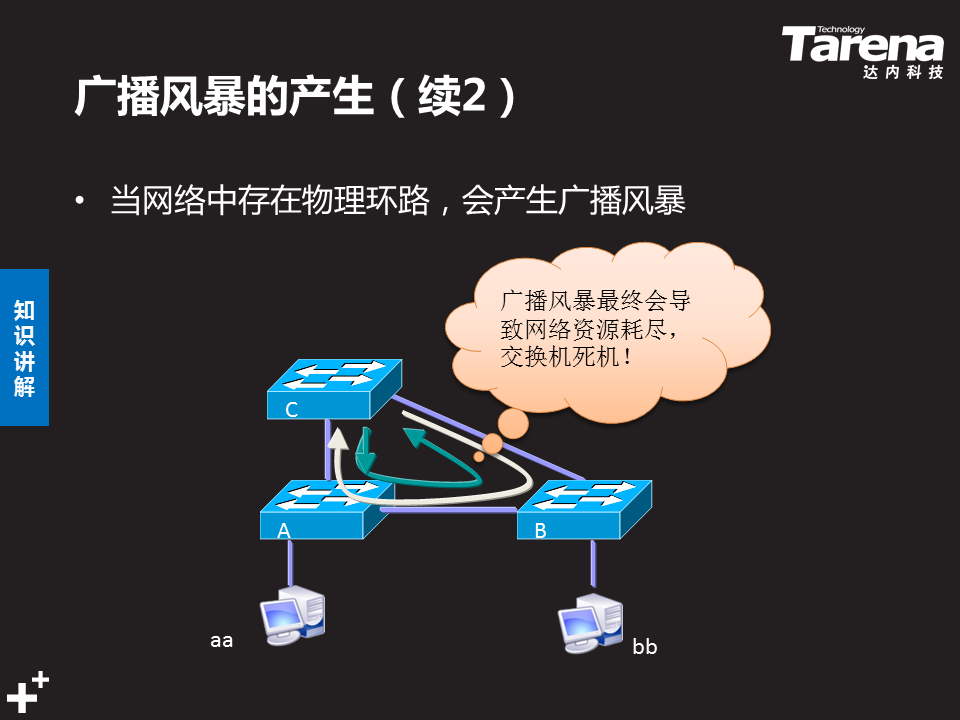 Technology
Tarena
达内科技
广播风暴的产生（续2）
• 当网络中存在物理环路，会产生广播风暴
知识讲解
广播风暴最终会导
致网络资源耗尽，
交换机死机！
C
A
B
aa
bb